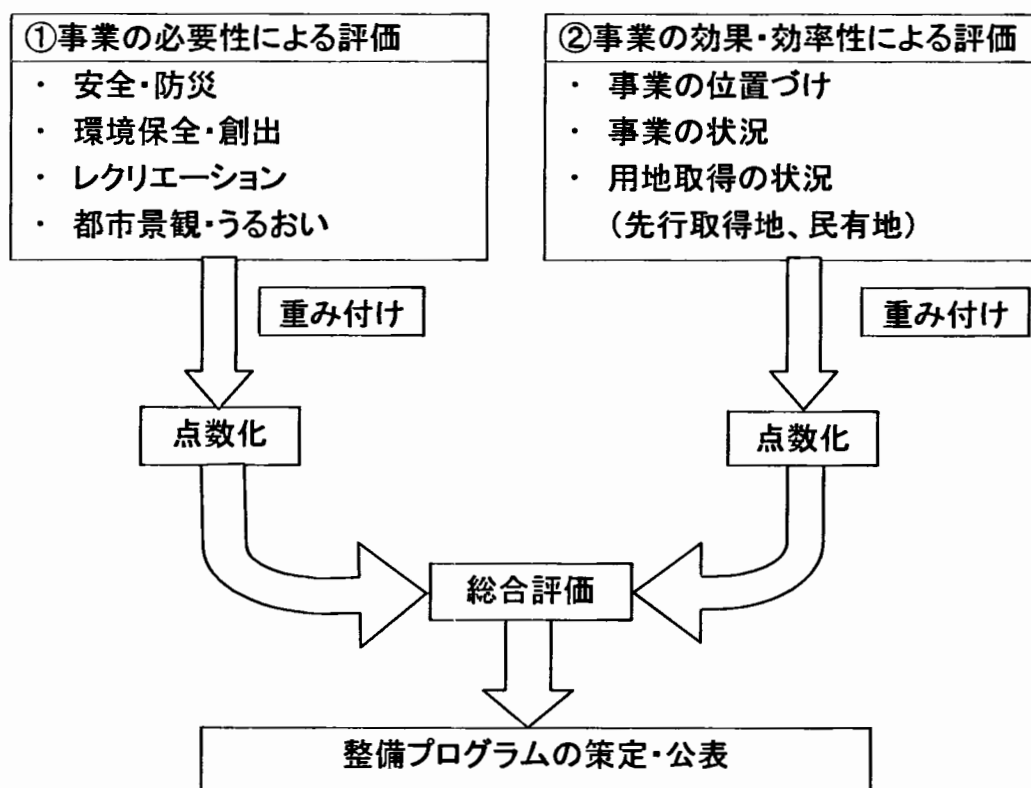 ①事業の必要性による評価
・ 安全・防災
・ 環境保全・創出
・ レクリエーション
・ 都市景観・うるおい
②事業の効果・効率性による評価
・ 事業の位置づけ
・ 事業の状況
・ 用地取得の状況
(先行取得地、民有地)
重み付け
重み付け
点数化
点数化
総合評価
整備プログラムの策定・公表